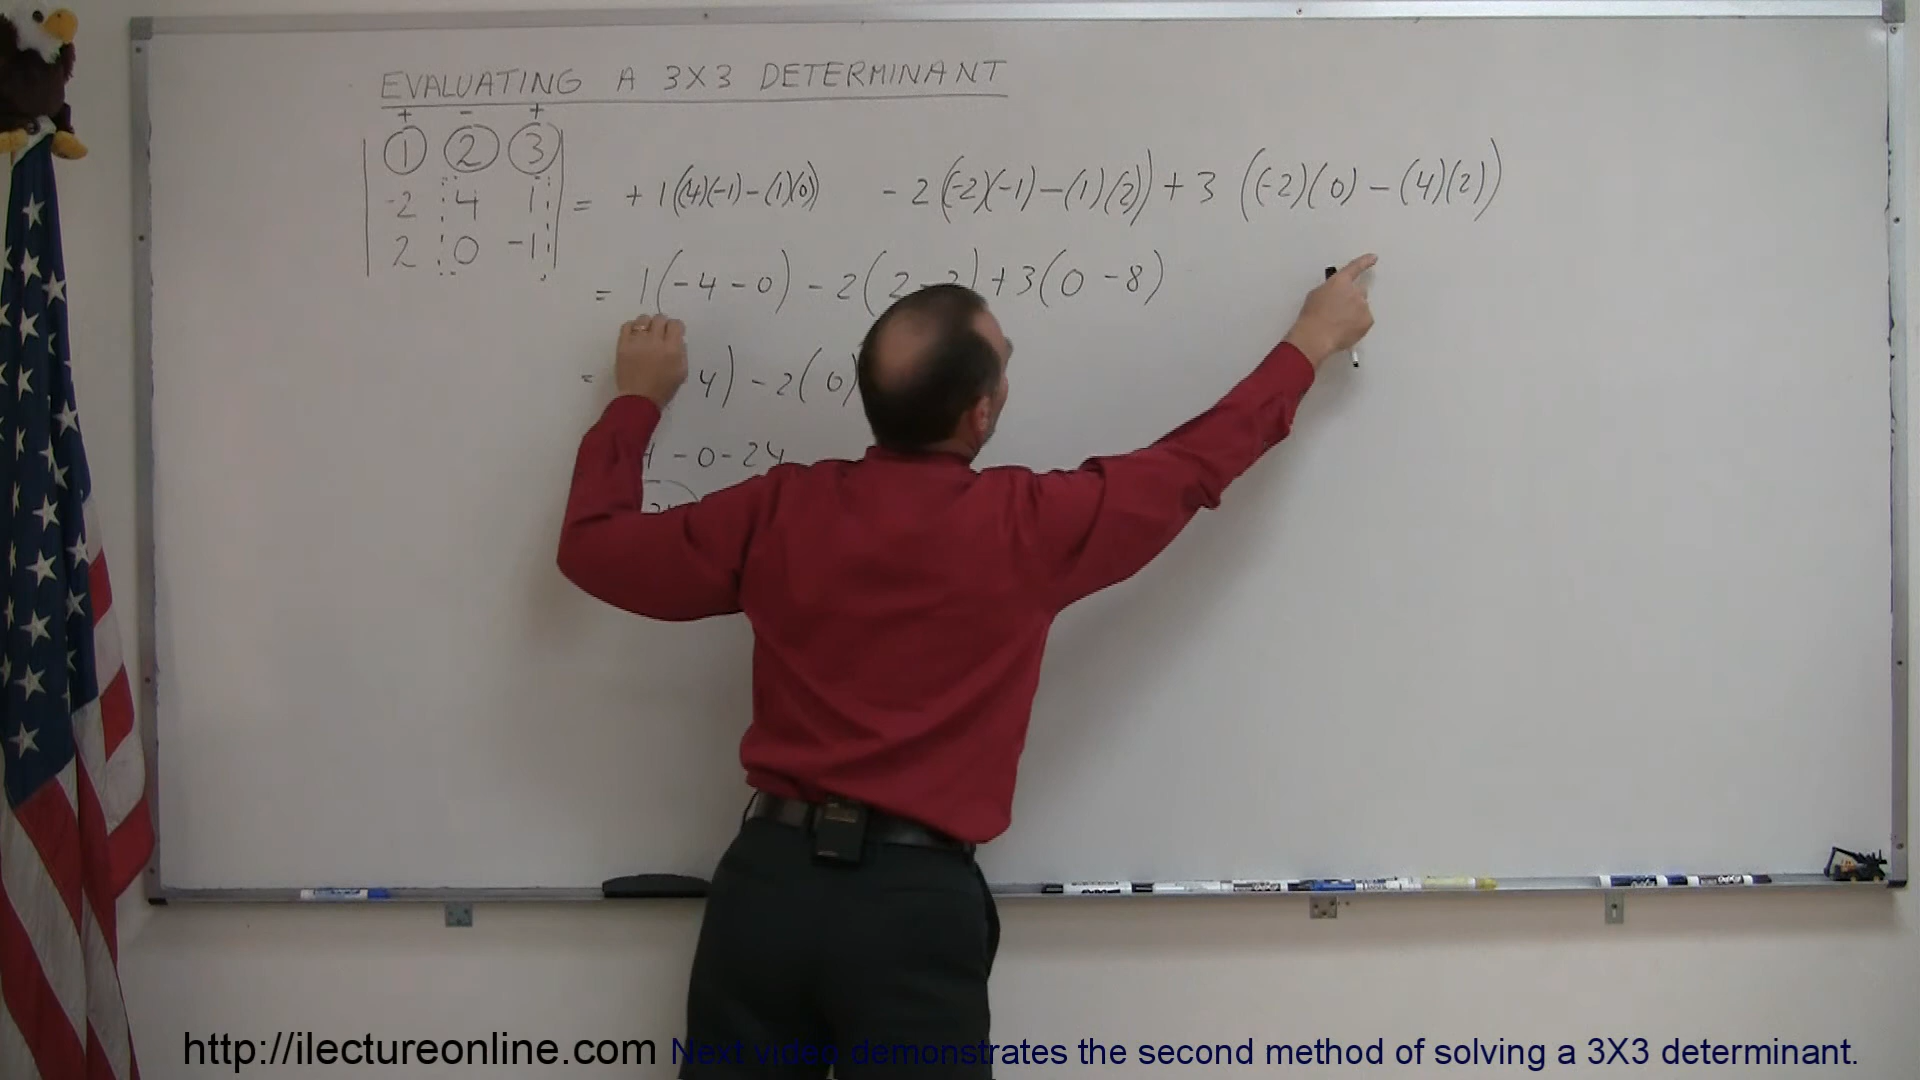 EVALUATING A 3X3 DETERMINANT
+ - +
1 2 3
-2 4 1 = + 1((4)(-1) - (1)(0)) - 2((-2)(-1) - (1)(2)) + 3 ((-2)(0) - (4)(2))
2 0 -1
= 1(-4 - 0) - 2(2 - 2) + 3(0 - 8)
= 4) - 2(0)
4 - 0 - 24
http://ilectureonline.com Next video demonstrates the second method of solving a 3X3 determinant.